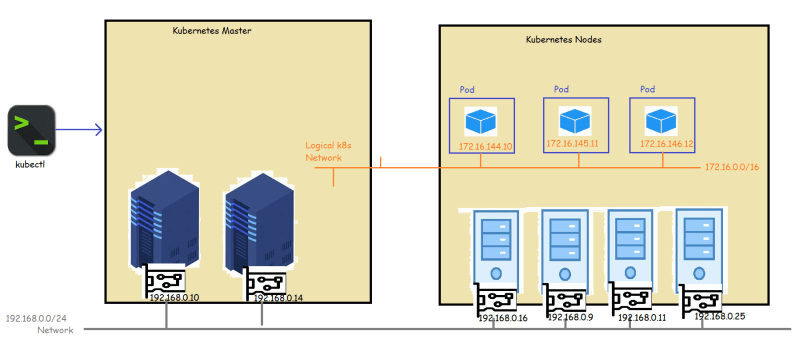 Kubernetes Master
Kubernetes Nodes
Pod
Pod
Pod
kubectl
Logical k8s
Network
172.16.144.10
172.16.145.11
172.16.146.12
172.16.0.0/16
192.168.0.10
192.168.0.14
192.168.0.16
192.168.0.9
192.168.0.11
192.168.0.25
192.168.0.0/24
Network